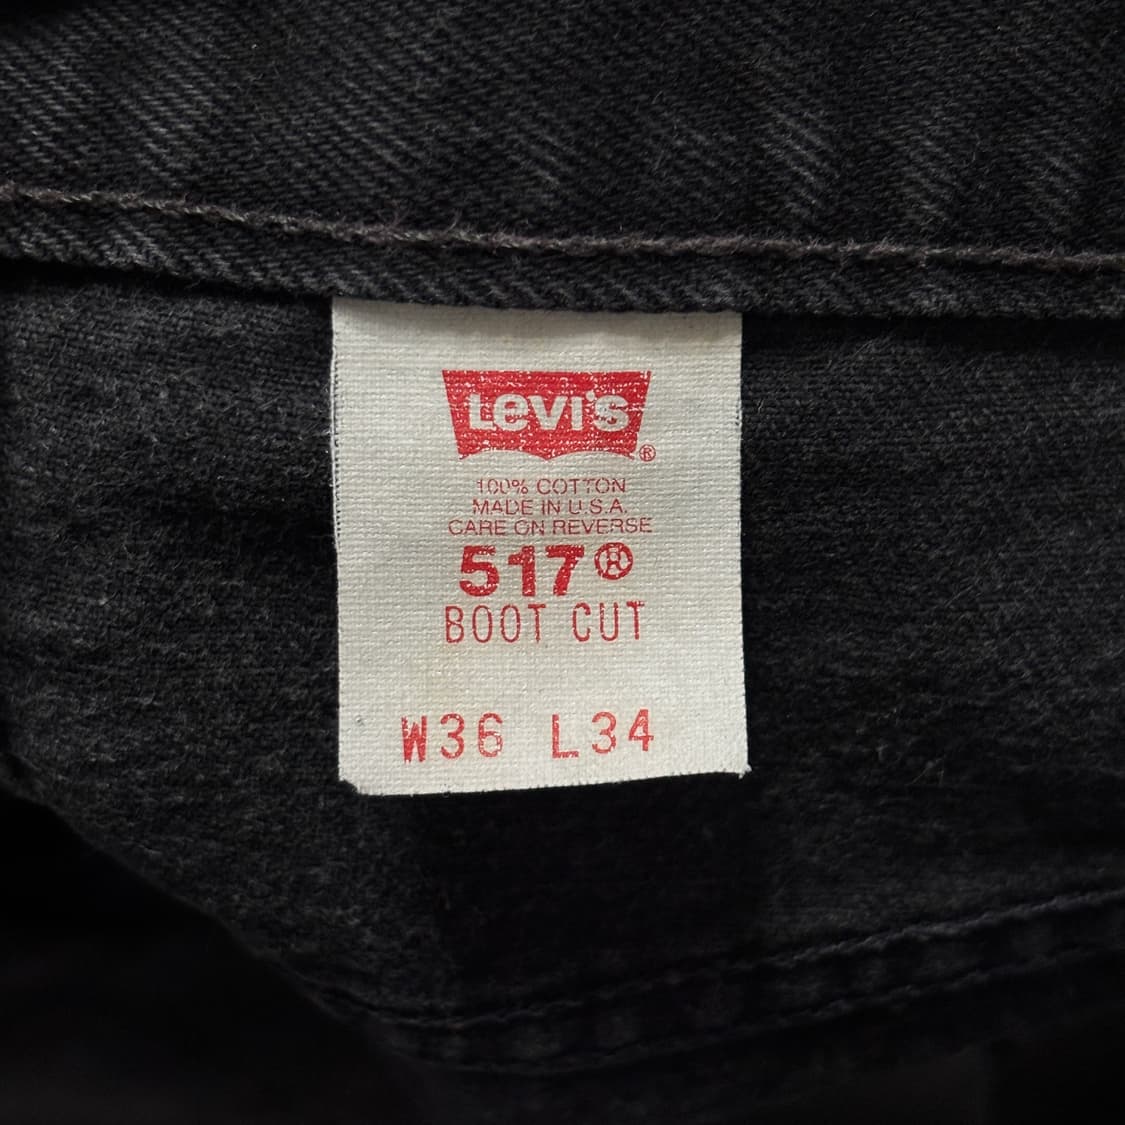 Levi's®
100% COTTON
MADE IN U.S.A.
CARE ON REVERSE
517®
BOOT CUT
W36 L34